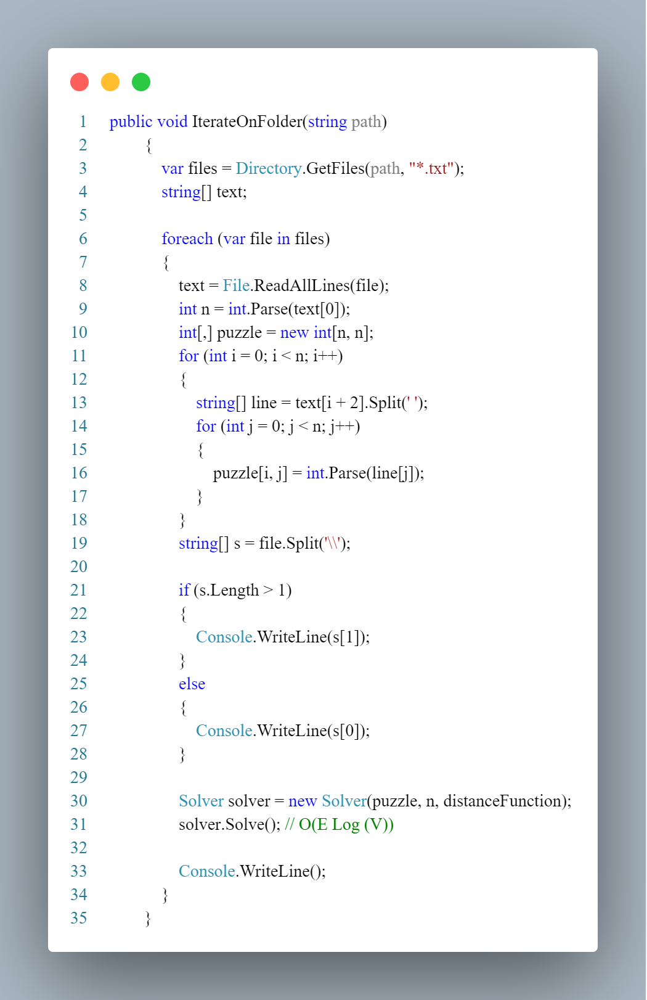 1 public void IterateOnFolder(string path)
2 {
3 var files = Directory.GetFiles(path, "*.txt");
4 string[] text;
5
6 foreach (var file in files)
7 {
8 text = File.ReadAllLines(file);
9 int n = int.Parse(text[0]);
10 int[,] puzzle = new int[n, n];
11 for (int i = 0; i < n; i++)
12 {
13 string[] line = text[i + 2].Split(' ');
14 for (int j = 0; j < n; j++)
15 {
16 puzzle[i, j] = int.Parse(line[j]);
17 }
18 }
19 string[] s = file.Split('\\');
20
21 if (s.Length > 1)
22 {
23 Console.WriteLine(s[1]);
24 }
25 else
26 {
27 Console.WriteLine(s[0]);
28 }
29
30 Solver solver = new Solver(puzzle, n, distanceFunction);
31 solver.Solve(); // O(E Log (V))
32
33 Console.WriteLine();
34 }
35 }